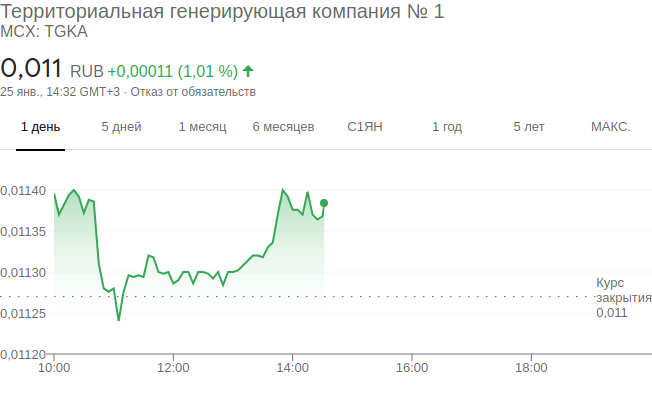 Территориальная генерирующая компания № 1
MCX: TGKA
0,011 RUB +0,00011 (1,01 %)
25 янв., 14:32 GMT+3 · Отказ от обязательств
1 день 5 дней 1 месяц 6 месяцев С1ЯН 1 год 5 лет МАКС.
0,01140
0,01135
0,01130
Курс
закрытия
0,011
0,01125
0,01120
10:00 12:00 14:00 16:00 18:00